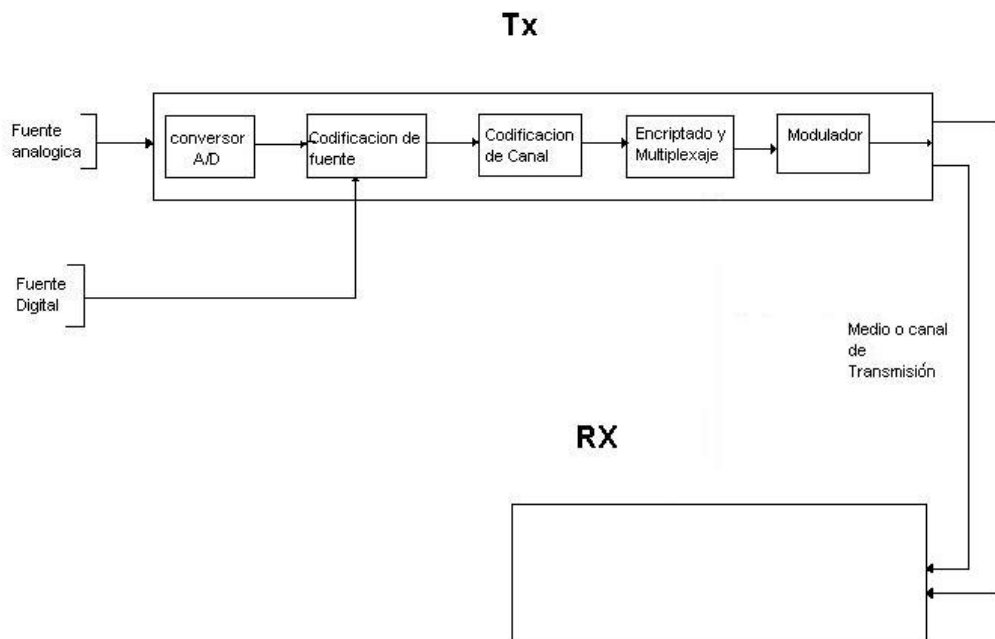 Tx
Fuente
analogica
conversor
A/D
Codificacion de
fuente
Codificacion
de Canal
Encriptado y
Multiplexaje
Modulador
Fuente
Digital
Medio o canal
de
Transmisión
RX